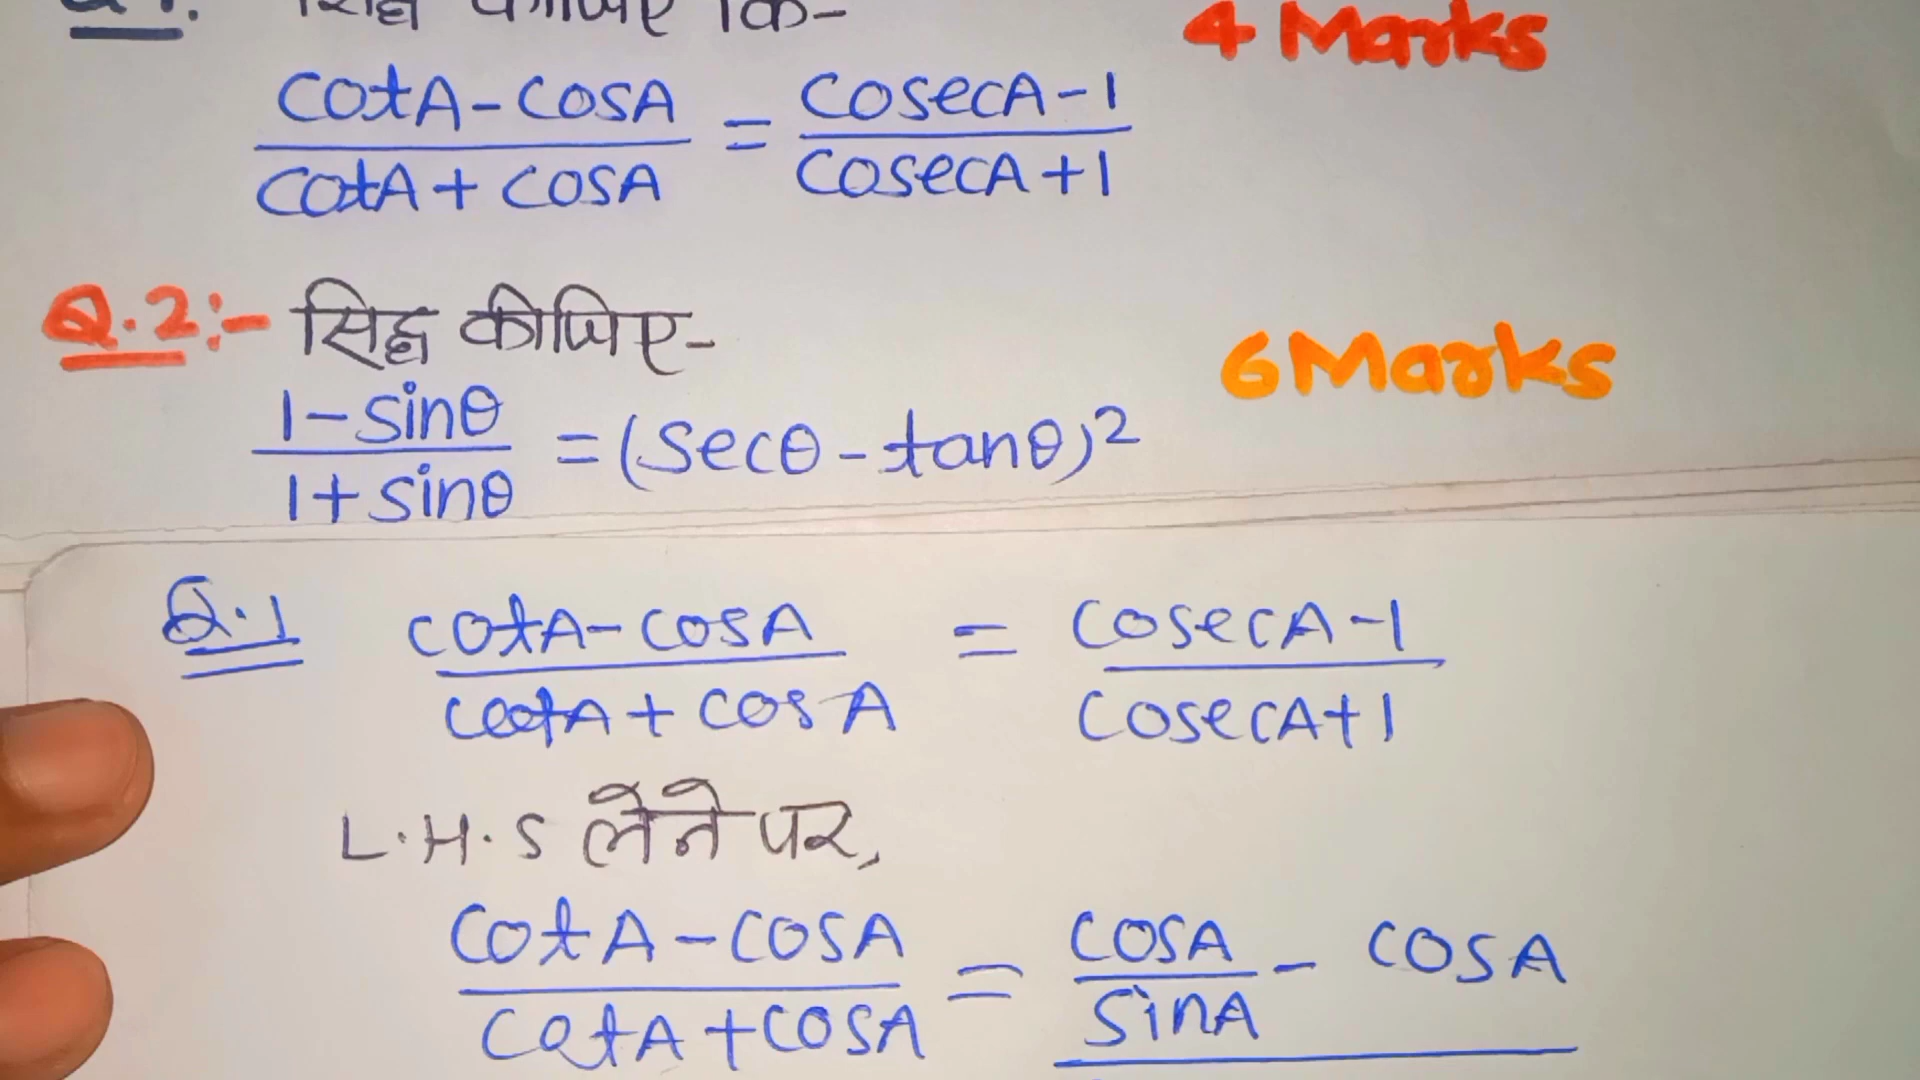 सिद्ध कीजिए कि-
4 Marks
cotA-cosA / cotA+cosA = cosecA-1 / cosecA+1
Q.2:- सिद्ध कीजिए-
6 Marks
1-sinθ / 1+sinθ = (secθ-tanθ)²
Q.1 cotA-cosA / cotA+cosA = cosecA-1 / cosecA+1
L.H.S लेने पर,
cotA-cosA / cotA+cosA = cosA/sinA - cosA